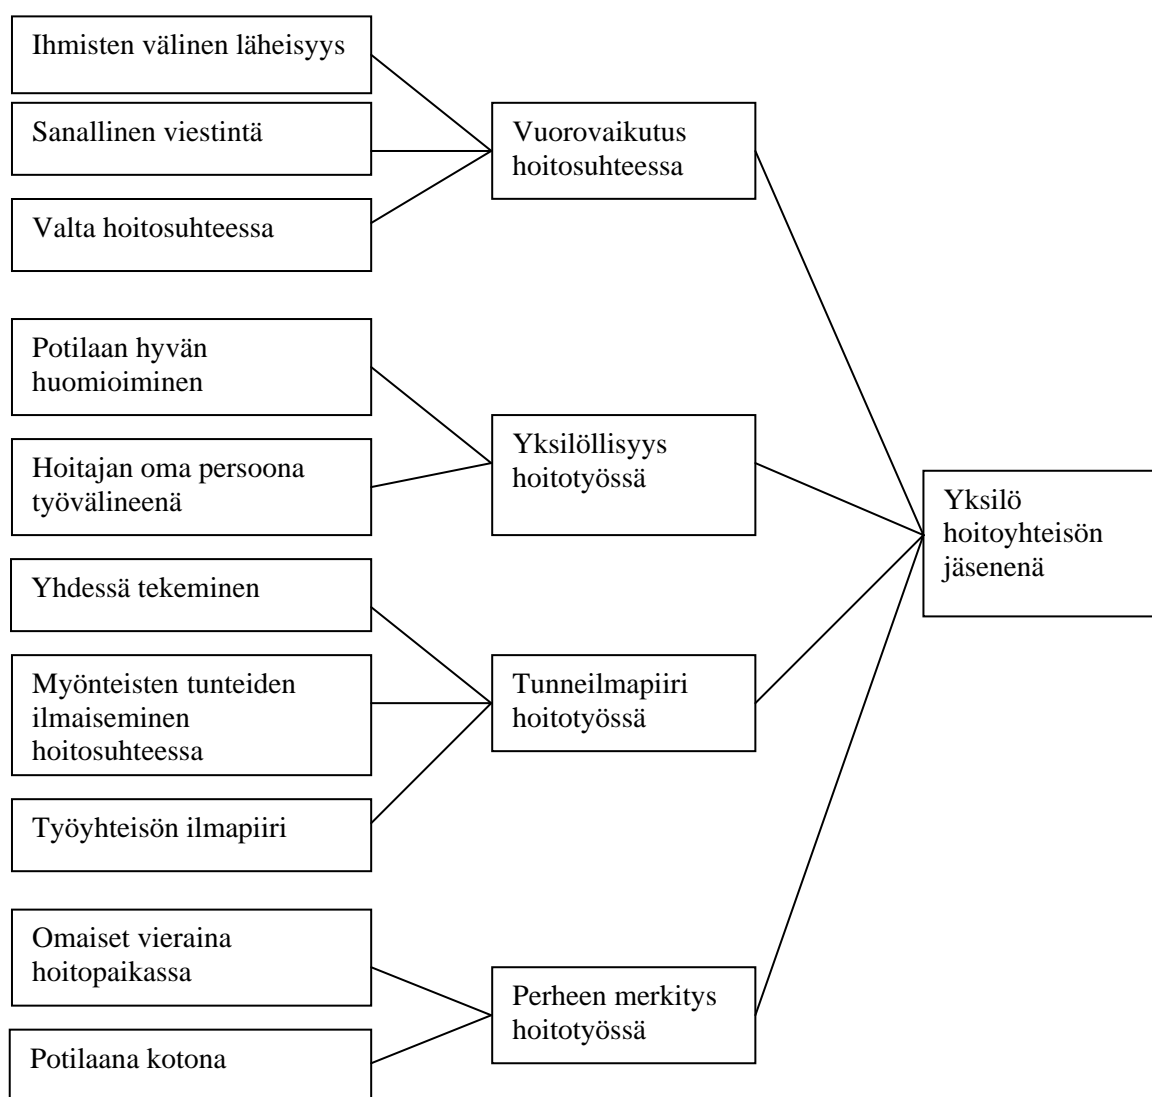 Ihmisten välinen läheisyys
Sanallinen viestintä
Valta hoitosuhteessa
Vuorovaikutus
hoitosuhteessa
Potilaan hyvän
huomioiminen
Hoitajan oma persoona
työvälineenä
Yksilöllisyys
hoitotyössä
Yhdessä tekeminen
Myönteisten tunteiden
ilmaiseminen
hoitosuhteessa
Työyhteisön ilmapiiri
Tunneilmapiiri
hoitotyössä
Omaiset vieraina
hoitopaikassa
Potilaana kotona
Perheen merkitys
hoitotyössä
Yksilö
hoitoyhteisön
jäsenenä